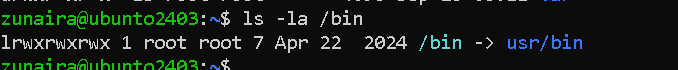 zunaira@ubunto2403:~$ ls -la /bin
lrwxrwxrwx 1 root root 7 Apr 22  2024 /bin -> usr/bin
zunaira@ubunto2403:~$